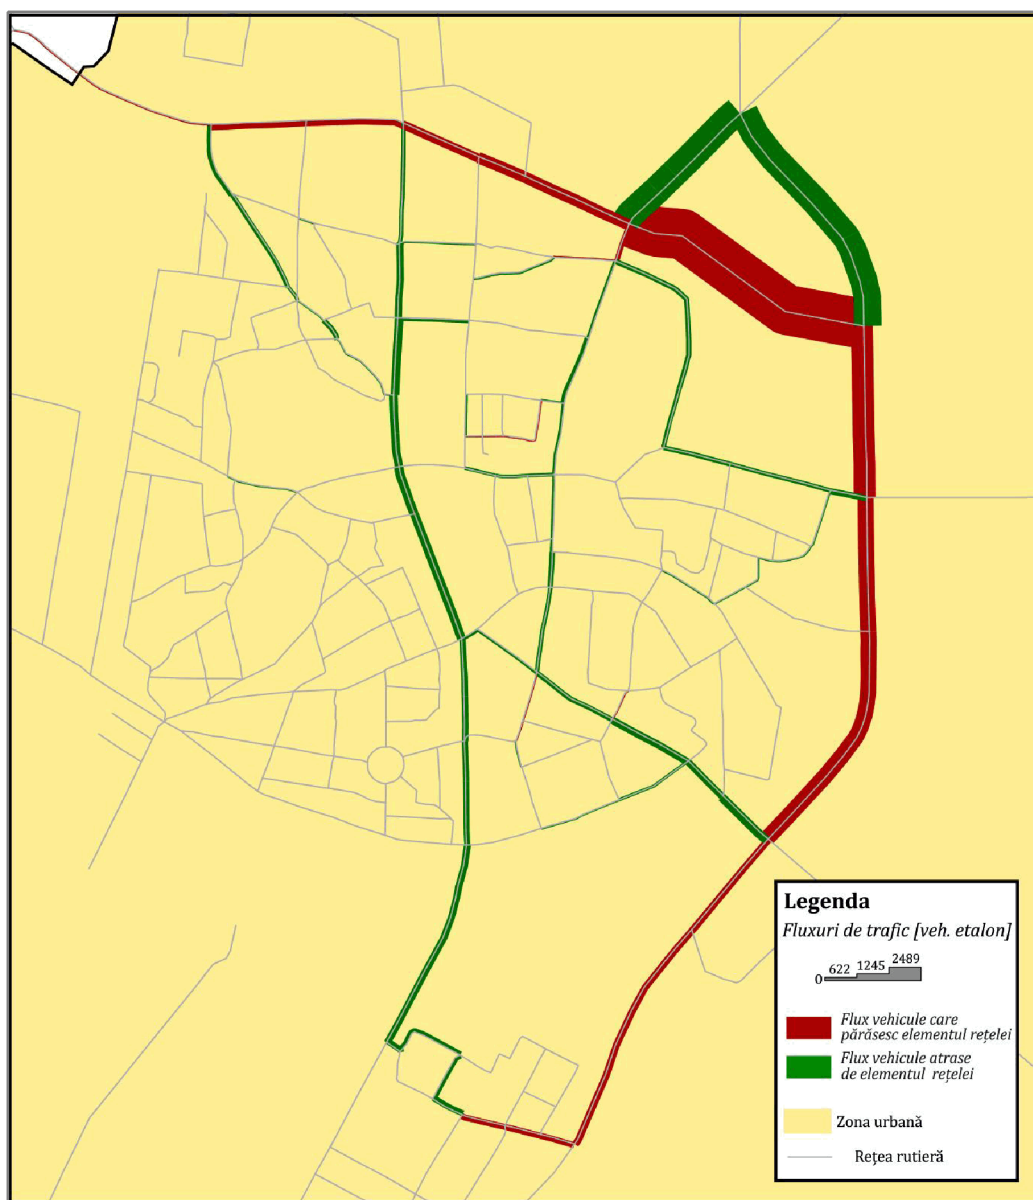 Legenda
Fluxuri de trafic [veh. etalon]
0 622 1245 2489
Flux vehicule care
părăsesc elementul rețelei
Flux vehicule atrase
de elementul rețelei
Zona urbană
Rețea rutieră